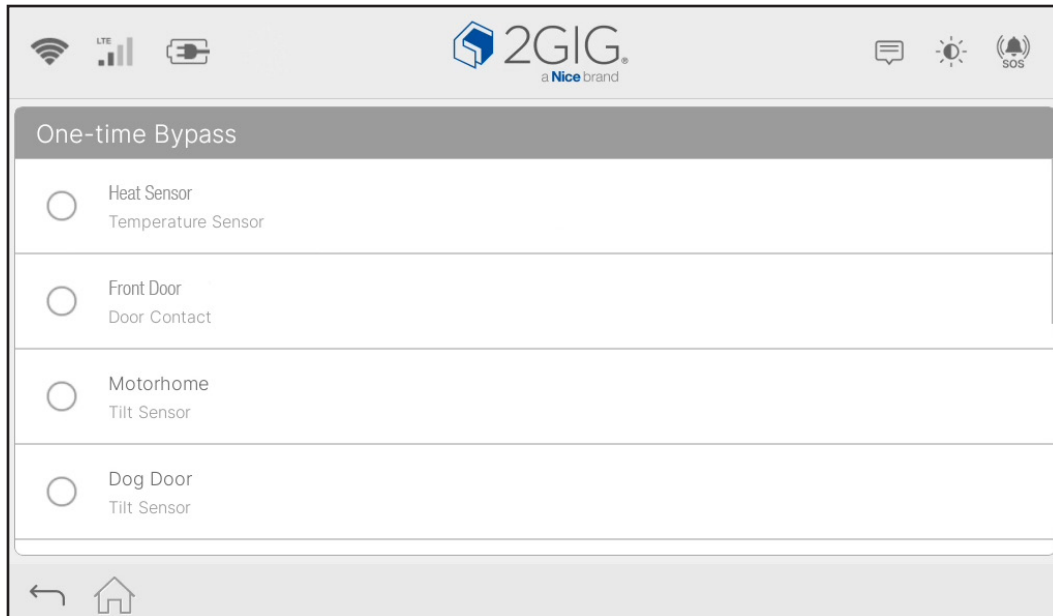 LTE
2GIG®
a Nice brand
SOS
One-time Bypass
Heat Sensor
Temperature Sensor
Front Door
Door Contact
Motorhome
Tilt Sensor
Dog Door
Tilt Sensor